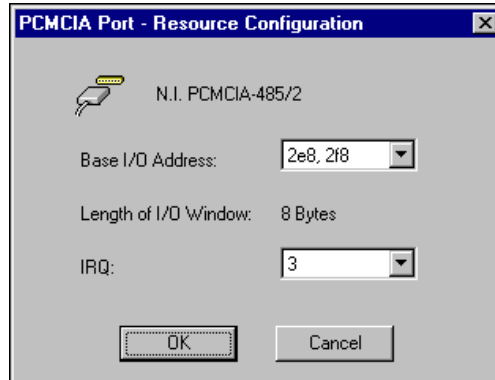 PCMCIA Port - Resource Configuration
N.I. PCMCIA-485/2
Base I/O Address: 2e8, 2f8
Length of I/O Window: 8 Bytes
IRQ: 3
OK Cancel